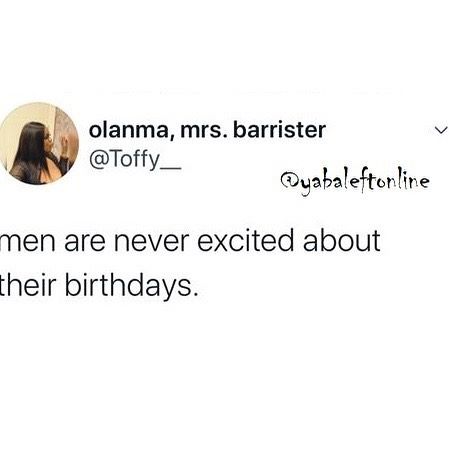 olanma, mrs. barrister
@Toffy__
@yabaleftonline
men are never excited about
their birthdays.